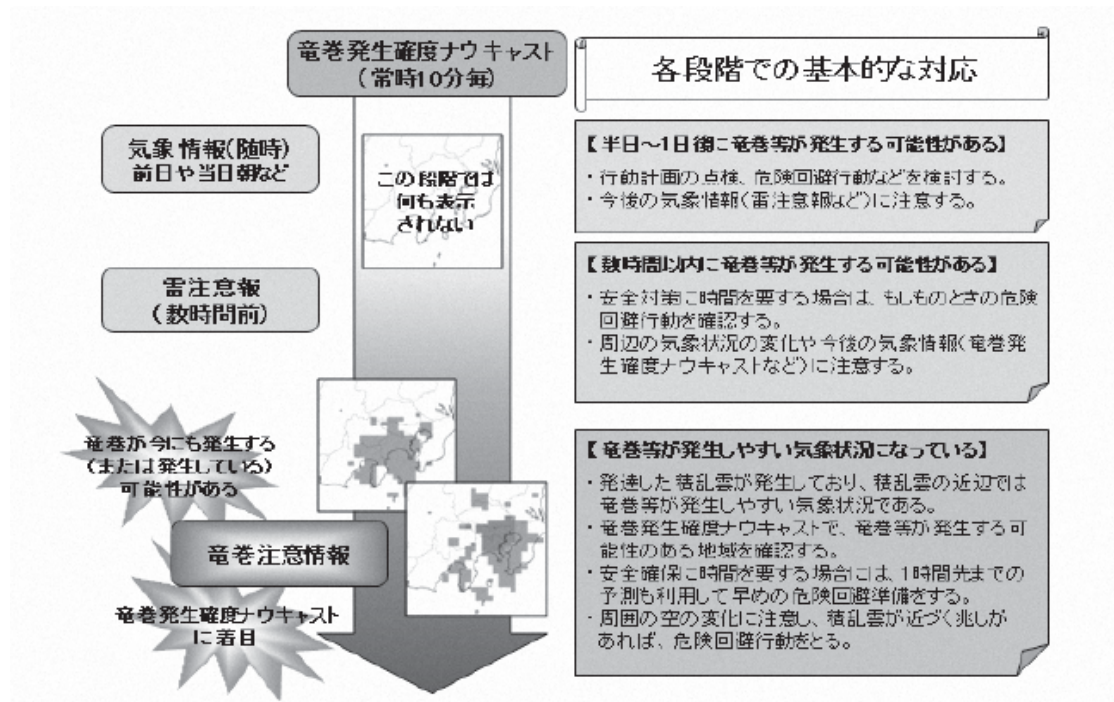 竜巻発生確度ナウキャスト
(常時10分毎)
各段階での基本的な対応
気象情報(随時)
前日や当日朝など
この段階では
何も表示
されない
【半日~1日後に竜巻等が発生する可能性がある】
・行動計画の点検、危険回避行動などを検討する。
・今後の気象情報(雷注意報など)に注意する。
雷注意報
(数時間前)
【数時間以内に竜巻等が発生する可能性がある】
・安全対策に時間を要する場合は、もしものときの危険
回避行動を確認する。
・周辺の気象状況の変化や今後の気象情報(竜巻発
生確度ナウキャストなど)に注意する。
竜巻が今にも発生する
(または発生している)
可能性がある
竜巻注意情報
竜巻発生確度ナウキャスト
に着目
【竜巻等が発生しやすい気象状況になっている】
・発達した積乱雲が発生しており、積乱雲の近辺では
竜巻等が発生しやすい気象状況である。
・竜巻発生確度ナウキャストで、竜巻等が発生する可
能性のある地域を確認する。
・安全確保に時間を要する場合には、1時間先までの
予測も利用して早めの危険回避準備をする。
・周囲の空の変化に注意し、積乱雲が近づく兆しが
あれば、危険回避行動をとる。